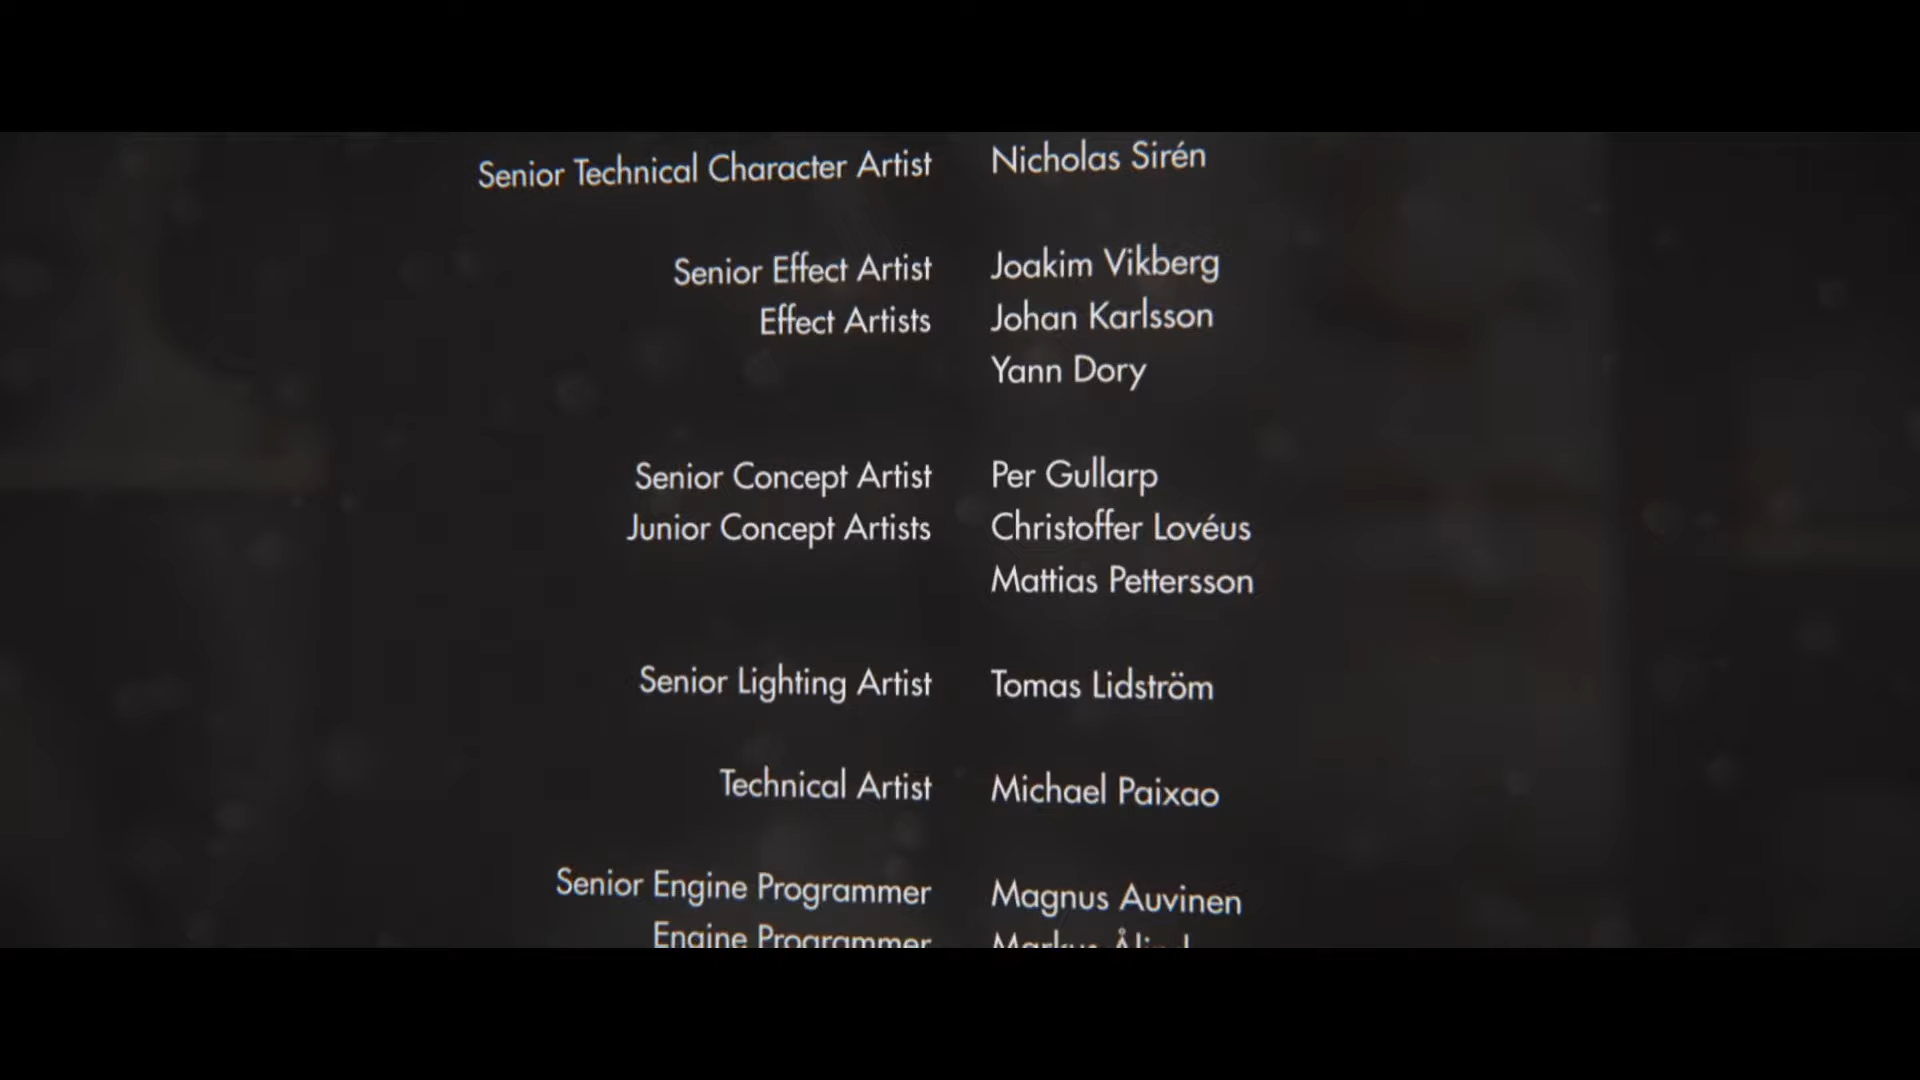 Senior Technical Character Artist Nicholas Sirén
Senior Effect Artist Joakim Vikberg
Effect Artists Johan Karlsson
Yann Dory
Senior Concept Artist Per Gullarp
Junior Concept Artists Christoffer Lovéus
Mattias Pettersson
Senior Lighting Artist Tomas Lidström
Technical Artist Michael Paixao
Senior Engine Programmer Magnus Auvinen
Engine Programmer Markus